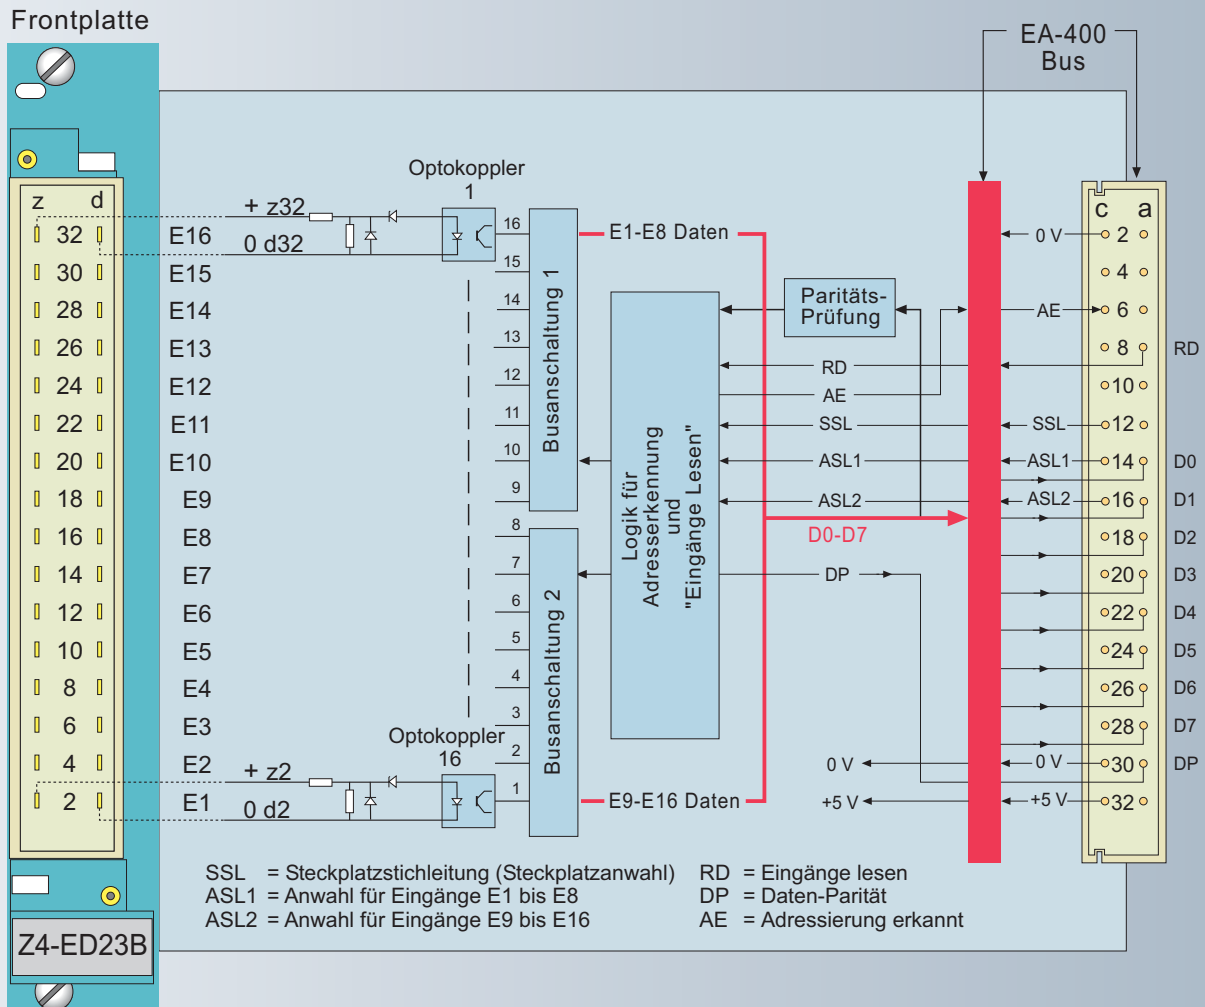 Frontplatte
EA-400
Bus
z d
32
30
28
26
24
22
20
18
16
14
12
10
8
6
4
2
E16
E15
E14
E13
E12
E11
E10
E9
E8
E7
E6
E5
E4
E3
E2
E1
+ z32
0 d32
Optokoppler
1
+ z2
0 d2
Optokoppler
16
16
15
14
13
12
11
10
9
8
7
6
5
4
3
2
1
Busanschaltung 1
Busanschaltung 2
E1-E8 Daten
E9-E16 Daten
Logik für
Adresserkennung
und
"Eingänge Lesen"
Paritäts-
Prüfung
RD
AE
SSL
ASL1
ASL2
D0-D7
DP
0 V
+5 V
0 V
AE
SSL
ASL1
ASL2
0 V
+5 V
c a
2
4
6
8
10
12
14
16
18
20
22
24
26
28
30
32
RD
D0
D1
D2
D3
D4
D5
D6
D7
DP
SSL = Steckplatzstichleitung (Steckplatzanwahl)
ASL1 = Anwahl für Eingänge E1 bis E8
ASL2 = Anwahl für Eingänge E9 bis E16
RD = Eingänge lesen
DP = Daten-Parität
AE = Adressierung erkannt
Z4-ED23B